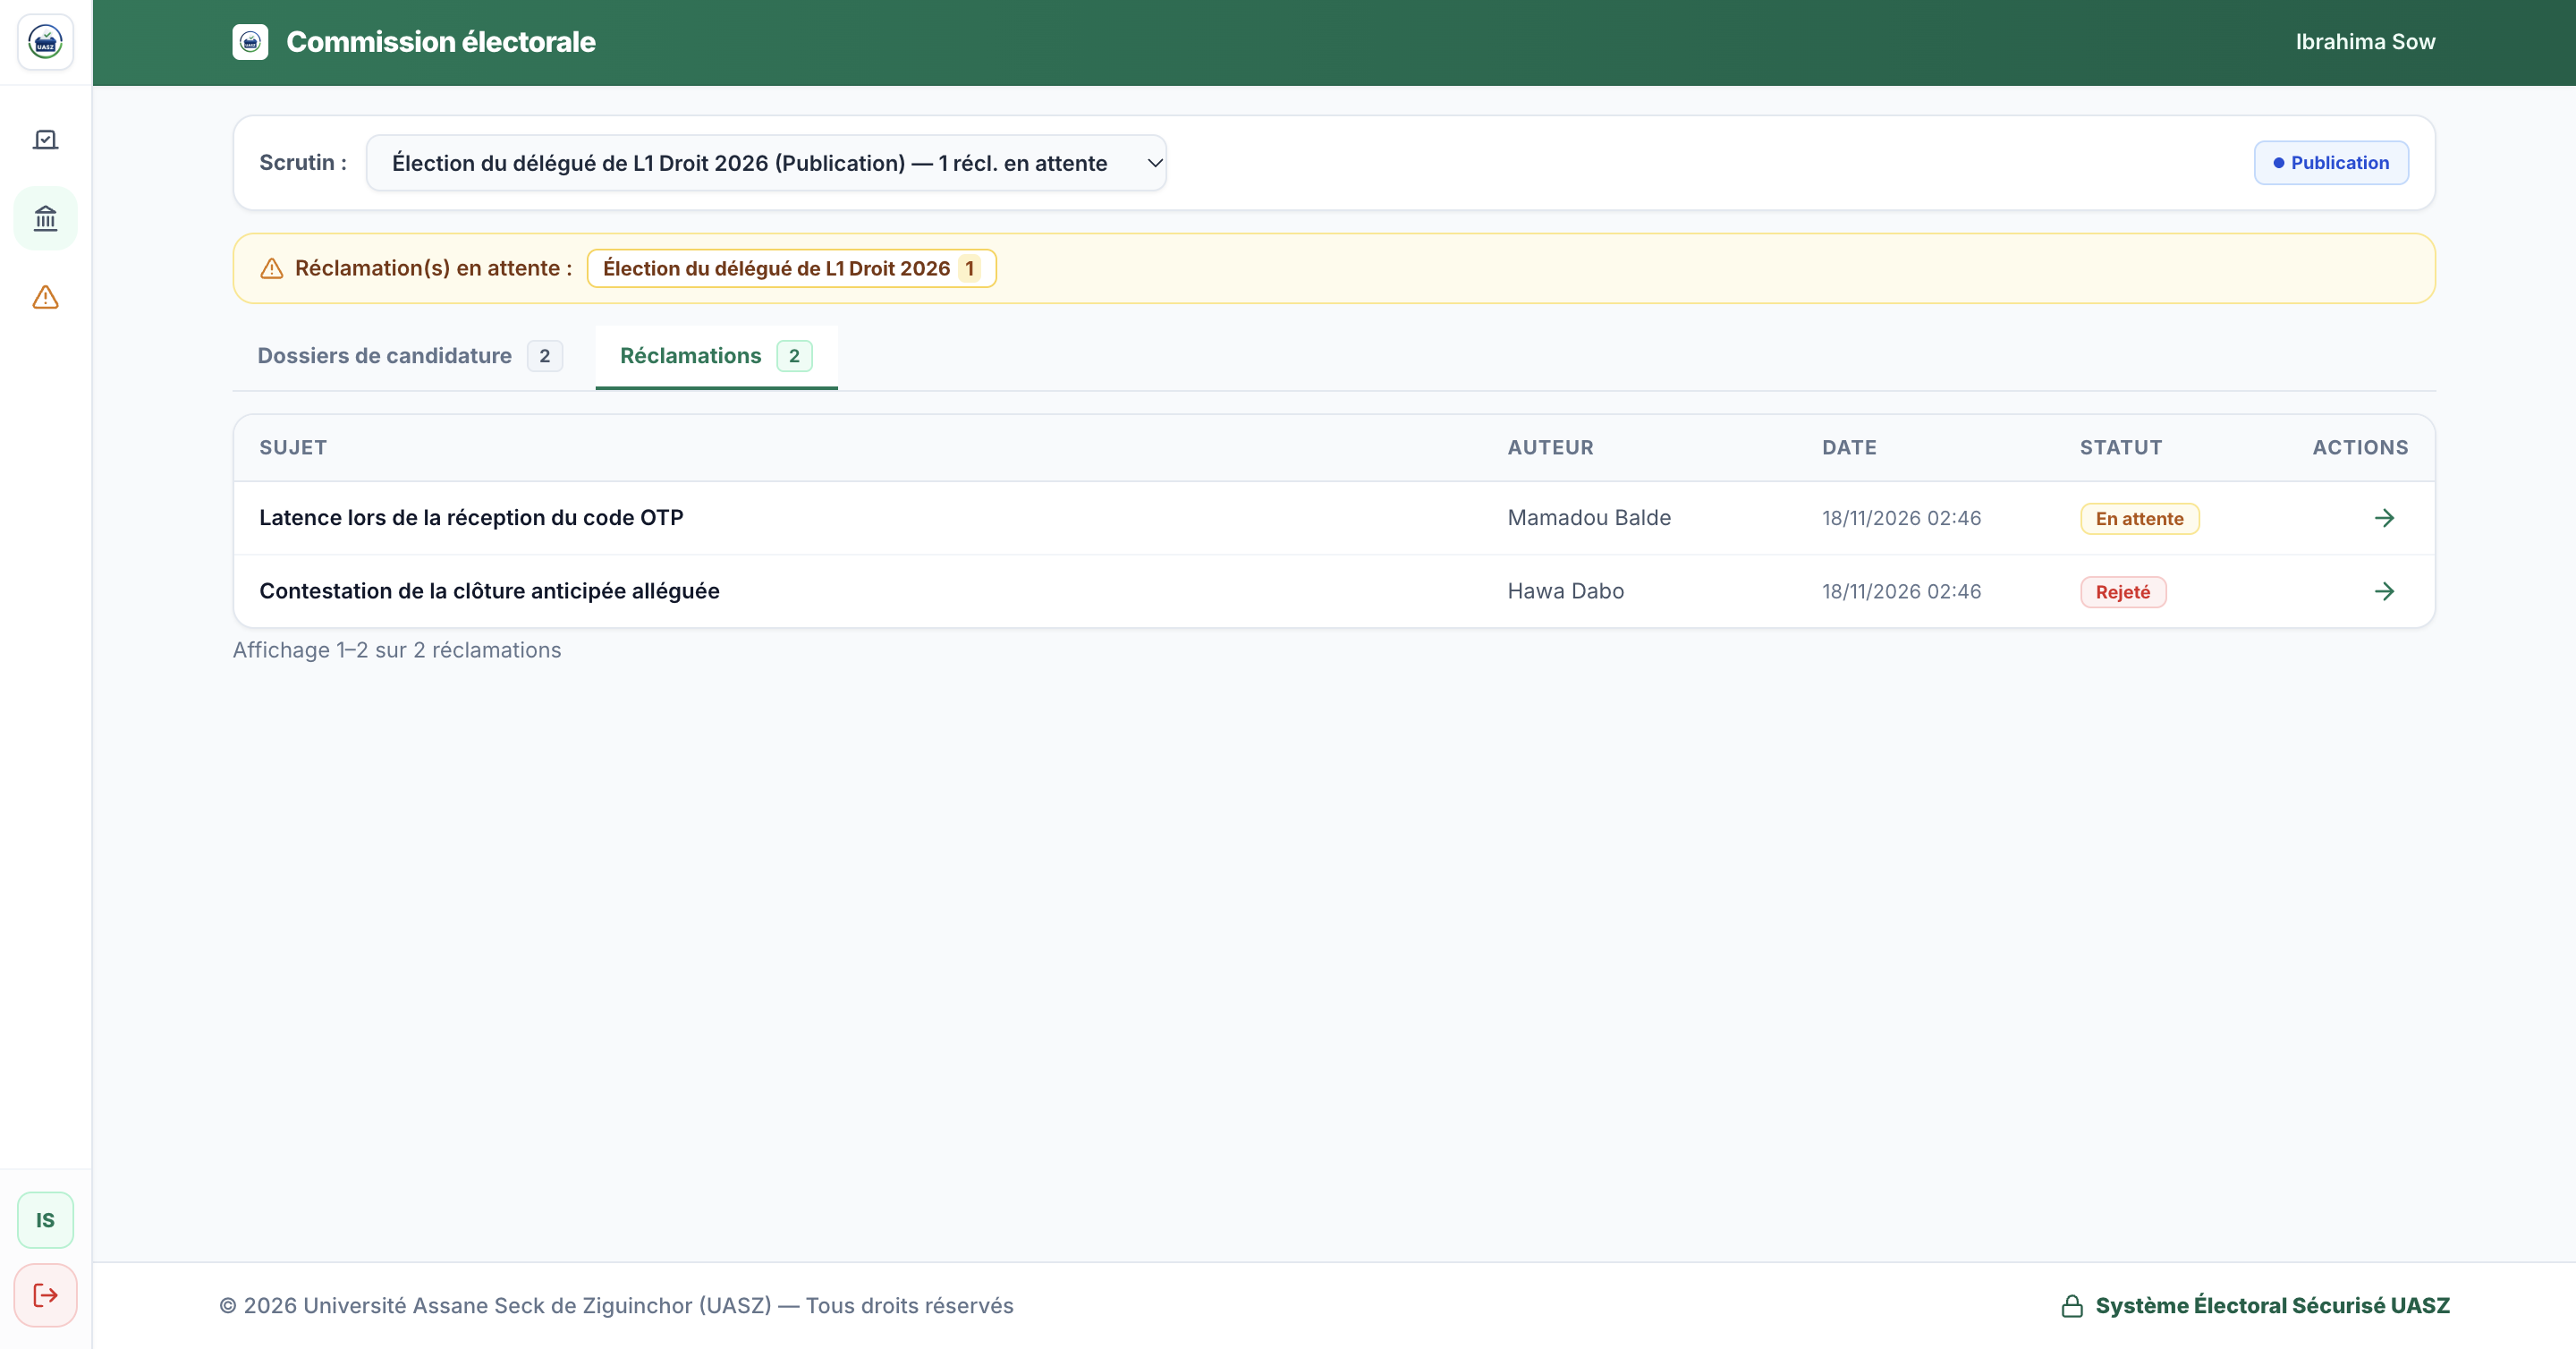 UASZ
Commission électorale
Ibrahima Sow
Scrutin :
Élection du délégué de L1 Droit 2026 (Publication) — 1 récl. en attente
Publication
Réclamation(s) en attente :
Élection du délégué de L1 Droit 2026 1
Dossiers de candidature 2
Réclamations 2
SUJET AUTEUR DATE STATUT ACTIONS
Latence lors de la réception du code OTP Mamadou Balde 18/11/2026 02:46 En attente
Contestation de la clôture anticipée alléguée Hawa Dabo 18/11/2026 02:46 Rejeté
Affichage 1–2 sur 2 réclamations
IS
© 2026 Université Assane Seck de Ziguinchor (UASZ) — Tous droits réservés
Système Électoral Sécurisé UASZ